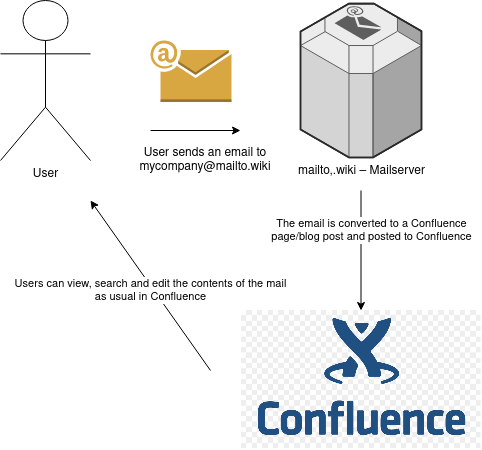 @
@
User sends an email to
mycompany@mailto.wiki
User
mailto,.wiki – Mailserver
The email is converted to a Confluence
page/blog post and posted to Confluence
Users can view, search and edit the contents of the mail
as usual in Confluence
Confluence